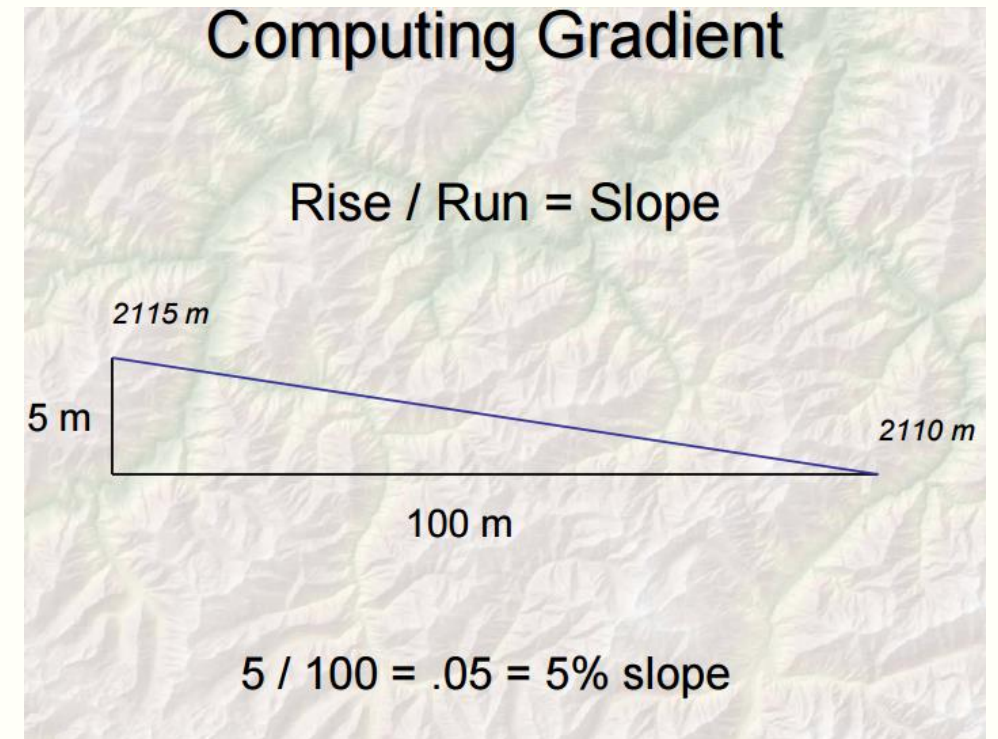 Computing Gradient
Rise / Run = Slope
2115 m
5 m
2110 m
100 m
5 / 100 = .05 = 5% slope